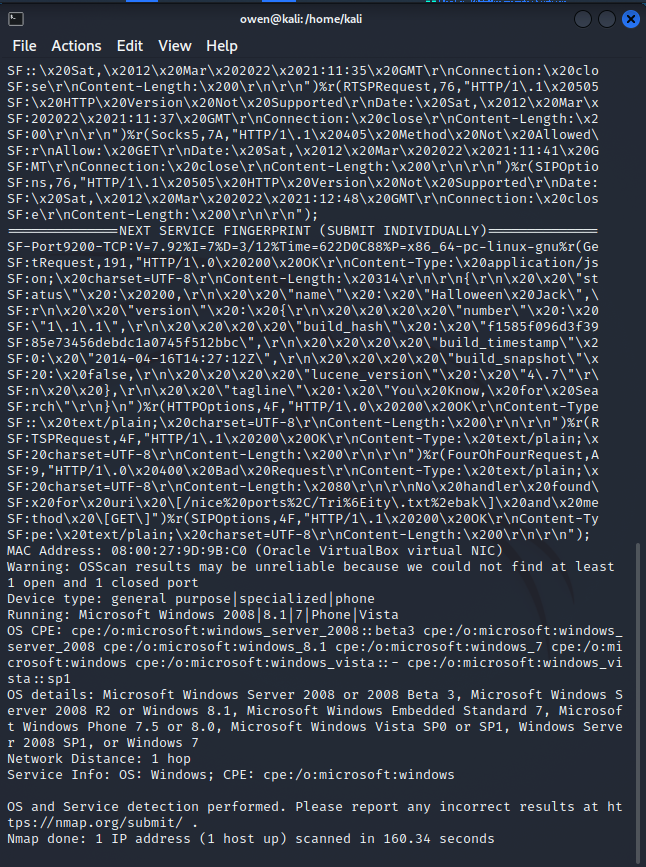 owen@kali: /home/kali
File Actions Edit View Help
SF::\x20Sat,\x2012\x20Mar\x202022\x2021:11:35\x20GMT\r\nConnection:\x20clo
SF:se\r\nContent-Length:\x200\r\n\r\n")%r(RTSPRequest,76,"HTTP/1\.1\x20505
SF:\x20HTTP\x20Version\x20Not\x20Supported\r\nDate:\x20Sat,\x2012\x20Mar\x
SF:202022\x2021:11:37\x20GMT\r\nConnection:\x20close\r\nContent-Length:\x2
SF:00\r\n\r\n")%r(Socks5,7A,"HTTP/1\.1\x20405\x20Method\x20Not\x20Allowed\
SF:r\nAllow:\x20GET\r\nDate:\x20Sat,\x2012\x20Mar\x202022\x2021:11:41\x20G
SF:MT\r\nConnection:\x20close\r\nContent-Length:\x200\r\n\r\n")%r(SIPOptio
SF:ns,76,"HTTP/1\.1\x20505\x20HTTP\x20Version\x20Not\x20Supported\r\nDate:
SF:\x20Sat,\x2012\x20Mar\x202022\x2021:12:48\x20GMT\r\nConnection:\x20clos
SF:e\r\nContent-Length:\x200\r\n\r\n");
==============NEXT SERVICE FINGERPRINT (SUBMIT INDIVIDUALLY)==============
SF-Port9200-TCP:V=7.92%I=7%D=3/12%Time=622D0C88%P=x86_64-pc-linux-gnu%r(Ge
SF:tRequest,191,"HTTP/1\.0\x20200\x20OK\r\nContent-Type:\x20application/js
SF:on;\x20charset=UTF-8\r\nContent-Length:\x20314\r\n\r\n{\r\n\x20\x20\"st
SF:atus\"\x20:\x20200,\r\n\x20\x20\"name\"\x20:\x20\"Halloween\x20Jack\",\
SF:r\n\x20\x20\"version\"\x20:\x20{\r\n\x20\x20\x20\x20\"number\"\x20:\x20
SF:\"1\.1\.1\",\r\n\x20\x20\x20\x20\"build_hash\"\x20:\x20\"f1585f096d3f39
SF:85e73456debdc1a0745f512bbc\",\r\n\x20\x20\x20\x20\"build_timestamp\"\x2
SF:0:\x20\"2014-04-16T14:27:12Z\",\r\n\x20\x20\x20\x20\"build_snapshot\"\x
SF:20:\x20false,\r\n\x20\x20\x20\x20\"lucene_version\"\x20:\x20\"4\.7\"\r\
SF:n\x20\x20},\r\n\x20\x20\"tagline\"\x20:\x20\"You\x20Know,\x20for\x20Sea
SF:rch\"\r\n}\n")%r(HTTPOptions,4F,"HTTP/1\.0\x20200\x20OK\r\nContent-Type
SF::\x20text/plain;\x20charset=UTF-8\r\nContent-Length:\x200\r\n\r\n")%r(R
SF:TSPRequest,4F,"HTTP/1\.1\x20200\x20OK\r\nContent-Type:\x20text/plain;\x
SF:20charset=UTF-8\r\nContent-Length:\x200\r\n\r\n")%r(FourOhFourRequest,A
SF:9,"HTTP/1\.0\x20400\x20Bad\x20Request\r\nContent-Type:\x20text/plain;\x
SF:20charset=UTF-8\r\nContent-Length:\x2080\r\n\r\nNo\x20handler\x20found\
SF:x20for\x20uri\x20\[/nice%20ports%2C/Tri%6Eity\.txt%2ebak\]\x20and\x20me
SF:thod\x20\[GET\]")%r(SIPOptions,4F,"HTTP/1\.1\x20200\x20OK\r\nContent-Ty
SF:pe:\x20text/plain;\x20charset=UTF-8\r\nContent-Length:\x200\r\n\r\n");
MAC Address: 08:00:27:9D:9B:C0 (Oracle VirtualBox virtual NIC)
Warning: OSScan results may be unreliable because we could not find at least
1 open and 1 closed port
Device type: general purpose|specialized|phone
Running: Microsoft Windows 2008|8.1|7|Phone|Vista
OS CPE: cpe:/o:microsoft:windows_server_2008::beta3 cpe:/o:microsoft:windows_
server_2008 cpe:/o:microsoft:windows_8.1 cpe:/o:microsoft:windows_7 cpe:/o:mi
crosoft:windows cpe:/o:microsoft:windows_vista::- cpe:/o:microsoft:windows_vi
sta::sp1
OS details: Microsoft Windows Server 2008 or 2008 Beta 3, Microsoft Windows S
erver 2008 R2 or Windows 8.1, Microsoft Windows Embedded Standard 7, Microsof
t Windows Phone 7.5 or 8.0, Microsoft Windows Vista SP0 or SP1, Windows Serve
r 2008 SP1, or Windows 7
Network Distance: 1 hop
Service Info: OS: Windows; CPE: cpe:/o:microsoft:windows
OS and Service detection performed. Please report any incorrect results at ht
tps://nmap.org/submit/ .
Nmap done: 1 IP address (1 host up) scanned in 160.34 seconds